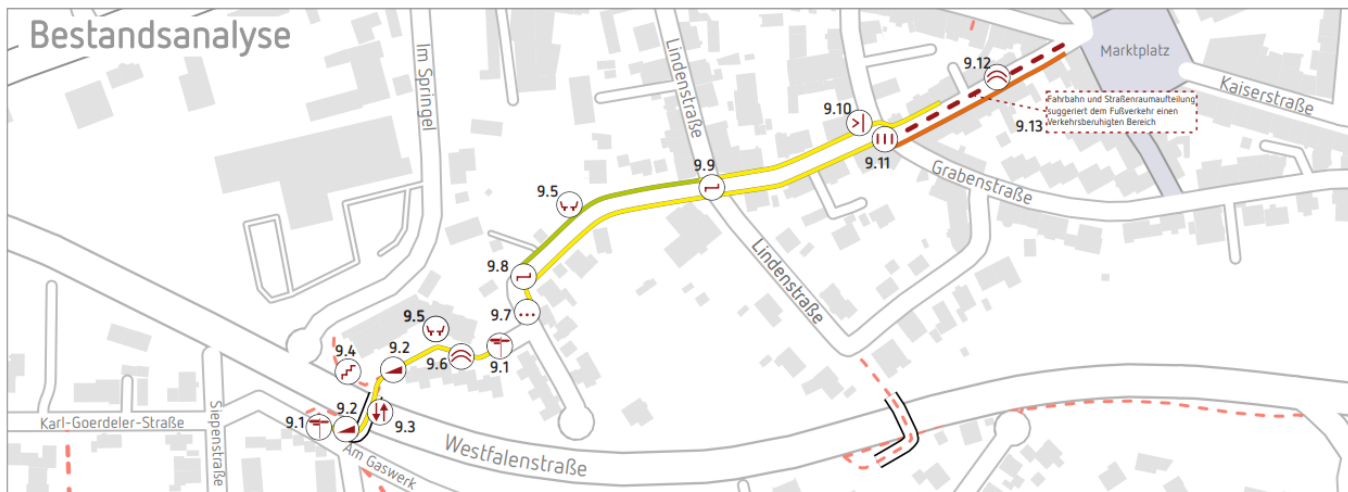 Bestandsanalyse
Im Springel
Lindenstraße
Marktplatz
Kaiserstraße
9.12
9.10
Fahrbahn und Straßenraumaufteilung
suggeriert dem Fußverkehr einen
Verkehrsberuhigten Bereich
9.13
9.11
Grabenstraße
9.9
9.5
Lindenstraße
9.8
9.7
9.5
9.4
9.2
9.6
9.1
9.2
9.1
9.3
Karl-Goerdeler-Straße
Siepenstraße
Am Gaswerk
Westfalenstraße